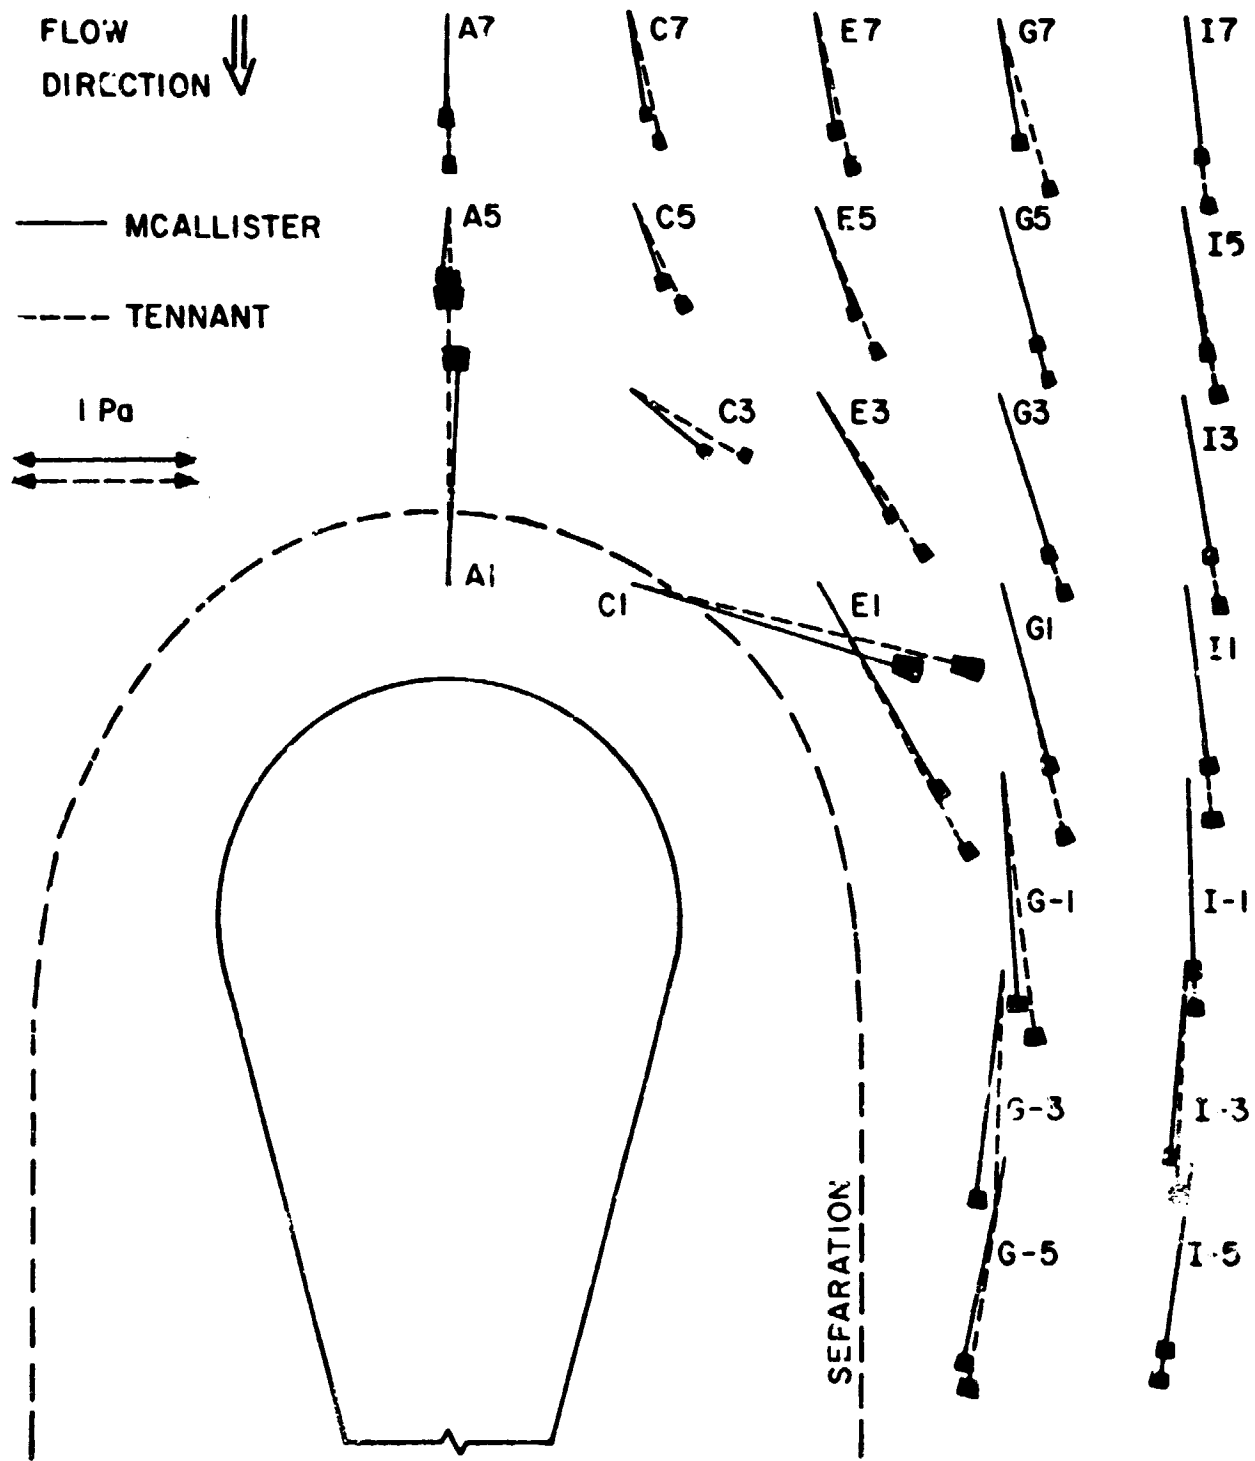 FLOW
DIRECTION
A7
C7
E7
G7
I7
MCALLISTER
A5
C5
E5
G5
I5
TENNANT
1 Pa
C3
E3
G3
I3
A1
C1
E1
G1
I1
G-1
I-1
G-3
I-3
SEPARATION
G-5
I-5